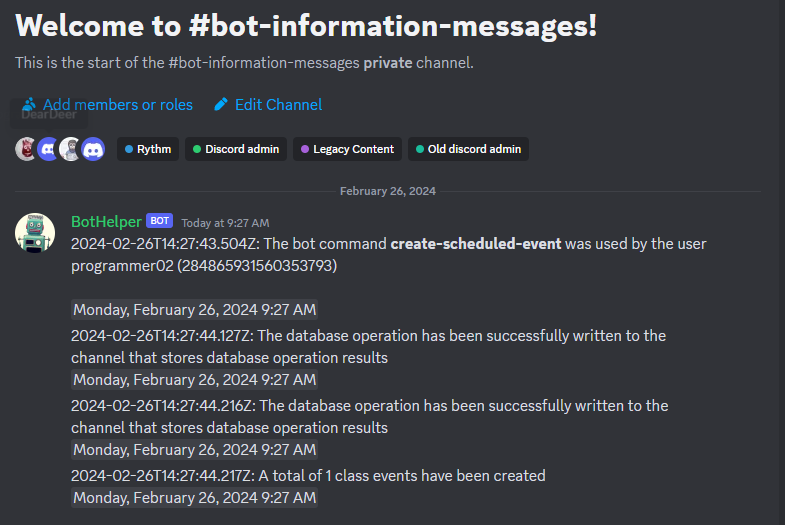 Welcome to #bot-information-messages!
This is the start of the #bot-information-messages private channel.
Add members or roles Edit Channel
DearDeer
Rythm Discord admin Legacy Content Old discord admin
February 26, 2024
BotHelper BOT Today at 9:27 AM
2024-02-26T14:27:43.504Z: The bot command create-scheduled-event was used by the user
programmer02 (284865931560353793)
Monday, February 26, 2024 9:27 AM
2024-02-26T14:27:44.127Z: The database operation has been successfully written to the
channel that stores database operation results
Monday, February 26, 2024 9:27 AM
2024-02-26T14:27:44.216Z: The database operation has been successfully written to the
channel that stores database operation results
Monday, February 26, 2024 9:27 AM
2024-02-26T14:27:44.217Z: A total of 1 class events have been created
Monday, February 26, 2024 9:27 AM